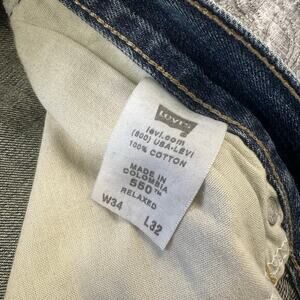 Levi's
levi.com
(800) USA-LEVI
100% COTTON
MADE IN
COLOMBIA
550™
RELAXED
W34 L32